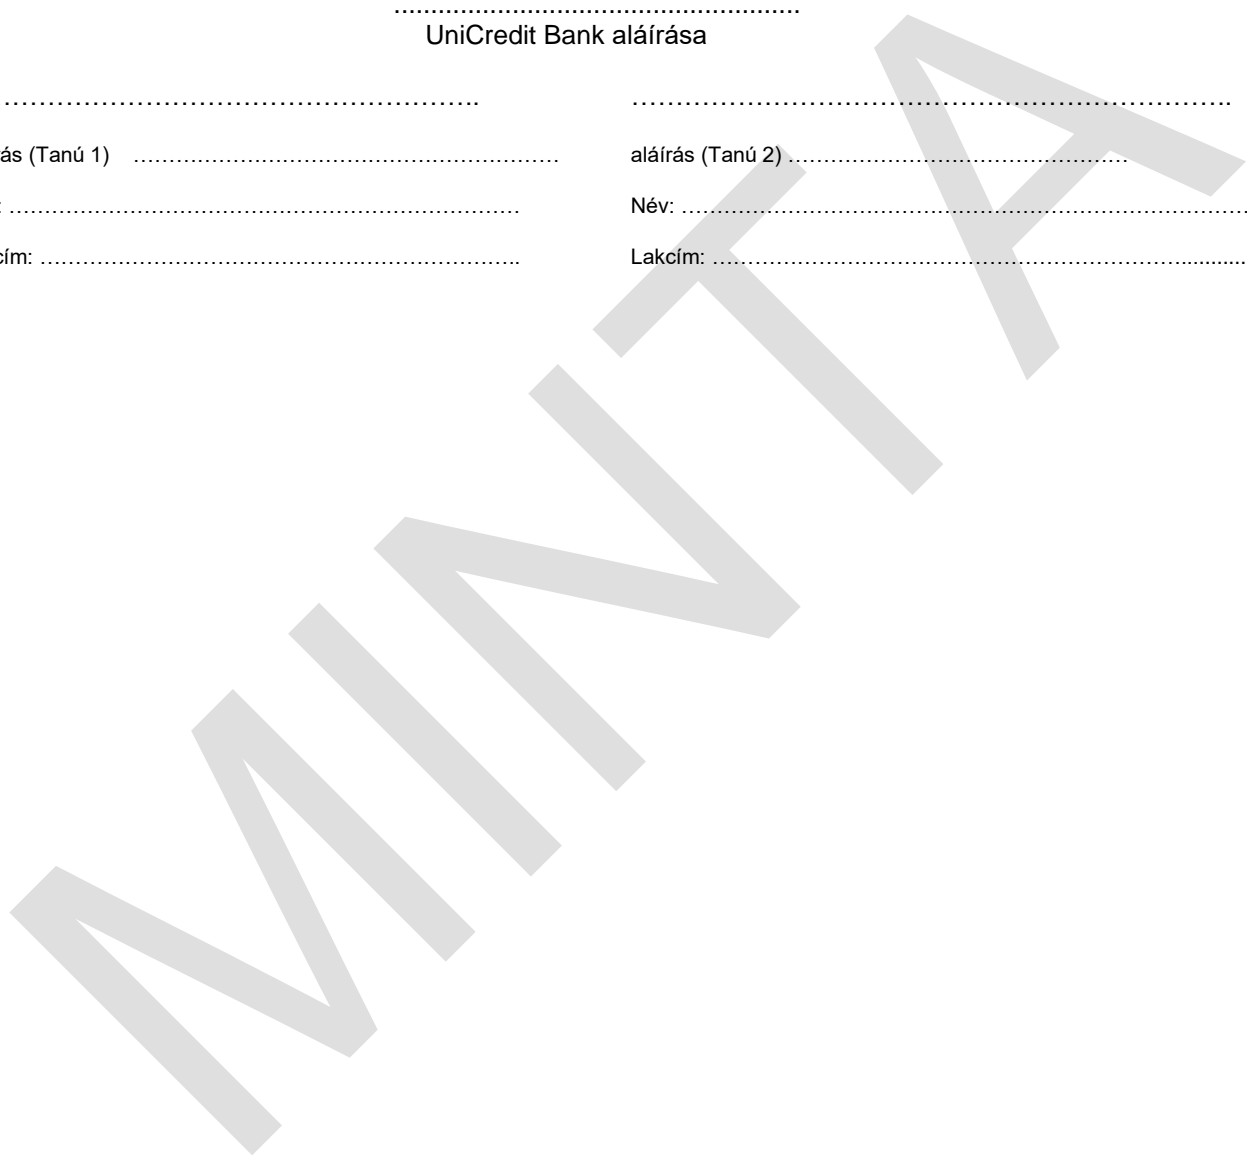 ……………………………………………….
UniCredit Bank aláírása
……………………………………………. ………………………………………………………….
ás (Tanú 1) …………………………………………………… aláírás (Tanú 2) …………………………………………
: ……………………………………………………………… Név: ………………………………………………………………………
cím: ………………………………………………………….. Lakcím: …………………………………………………………...........
MINTA